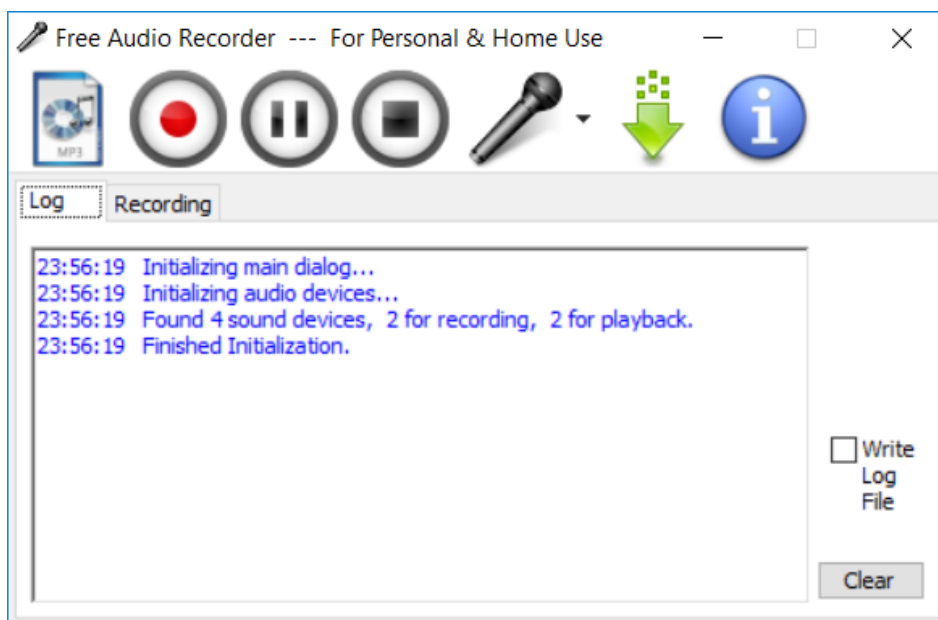 Free Audio Recorder --- For Personal & Home Use
MP3
Log Recording
23:56:19 Initializing main dialog...
23:56:19 Initializing audio devices...
23:56:19 Found 4 sound devices, 2 for recording, 2 for playback.
23:56:19 Finished Initialization.
Write
Log
File
Clear